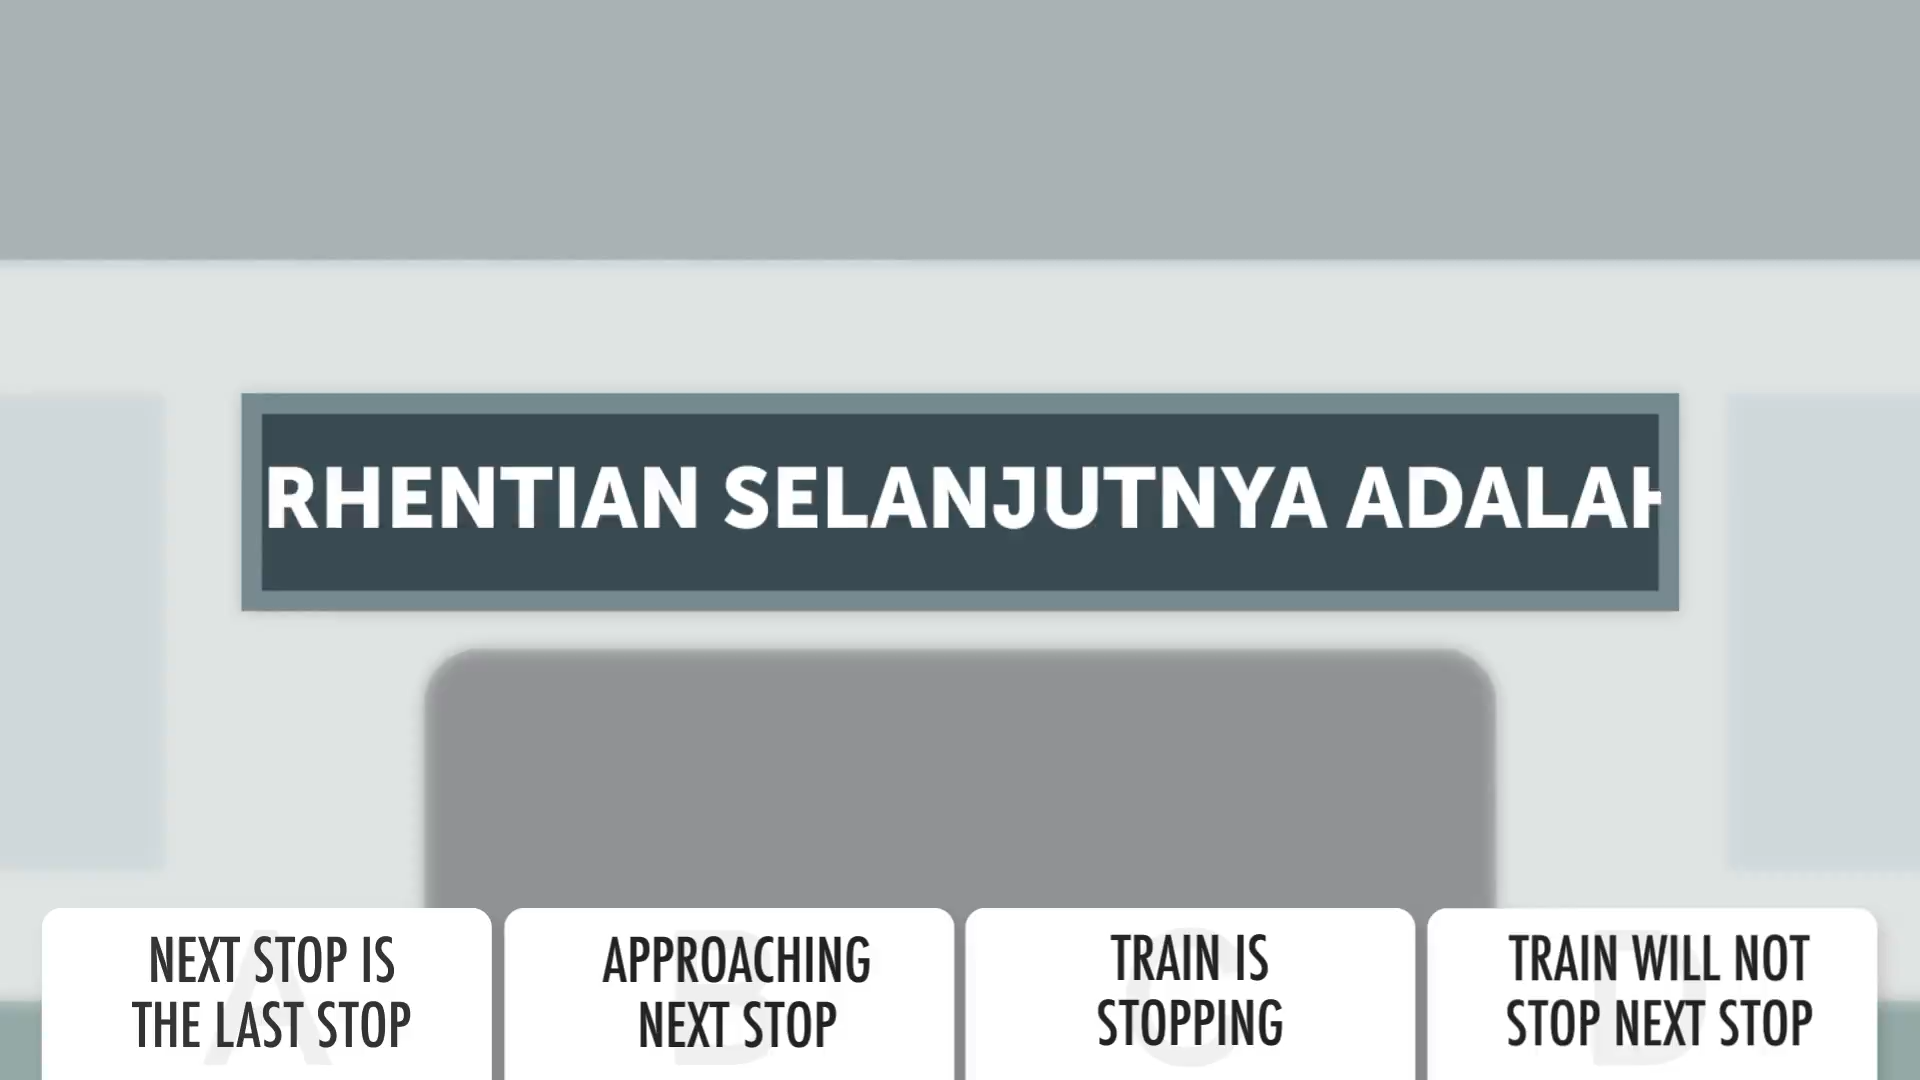 RHENTIAN SELANJUTNYA ADALAH
NEXT STOP IS
THE LAST STOP
APPROACHING
NEXT STOP
TRAIN IS
STOPPING
TRAIN WILL NOT
STOP NEXT STOP
A
B
C
D